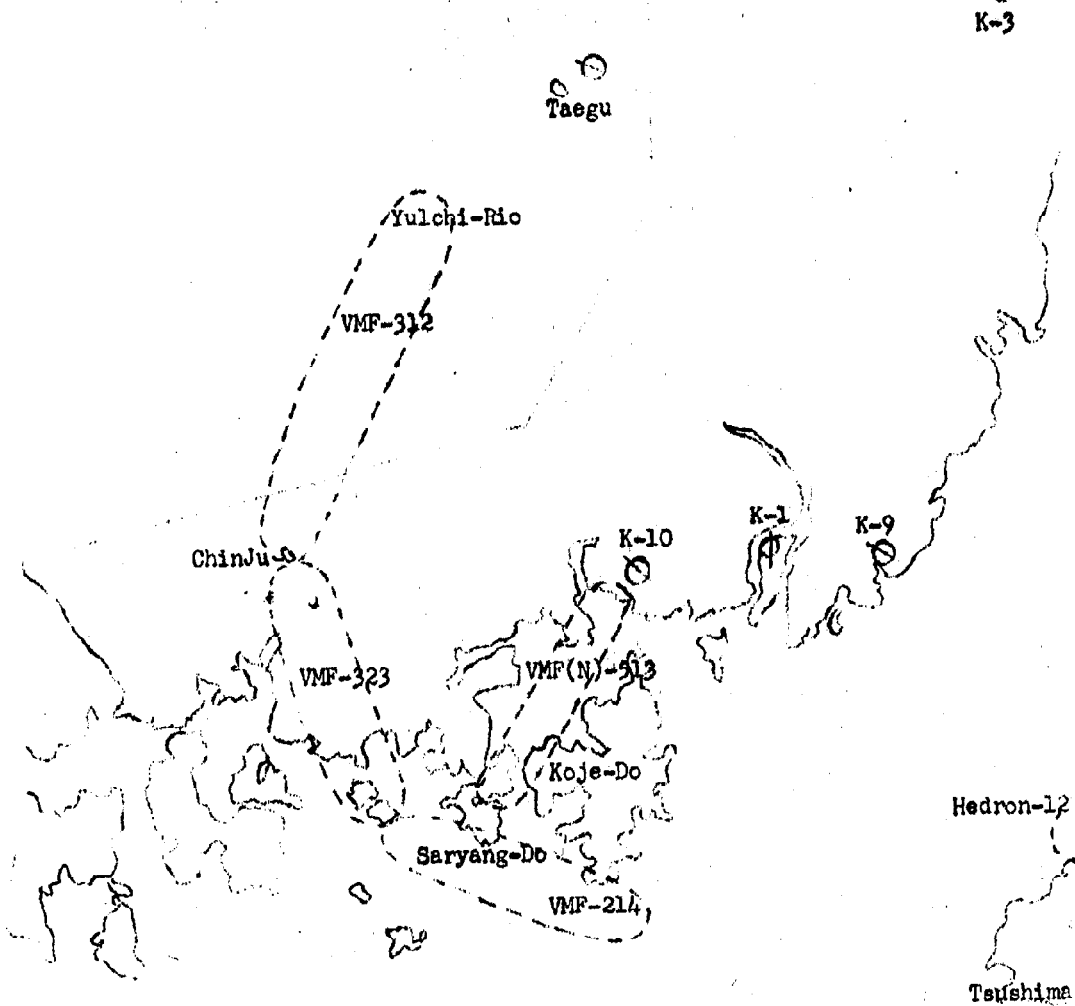 K-3
Taegu
Yulchi-Rio
VMF-312
K-10
K-1
K-9
ChinJu
VMF-323
VMF(N)-513
Koje-Do
Hedron-12
Saryang-Do
VMF-214
Tsushima